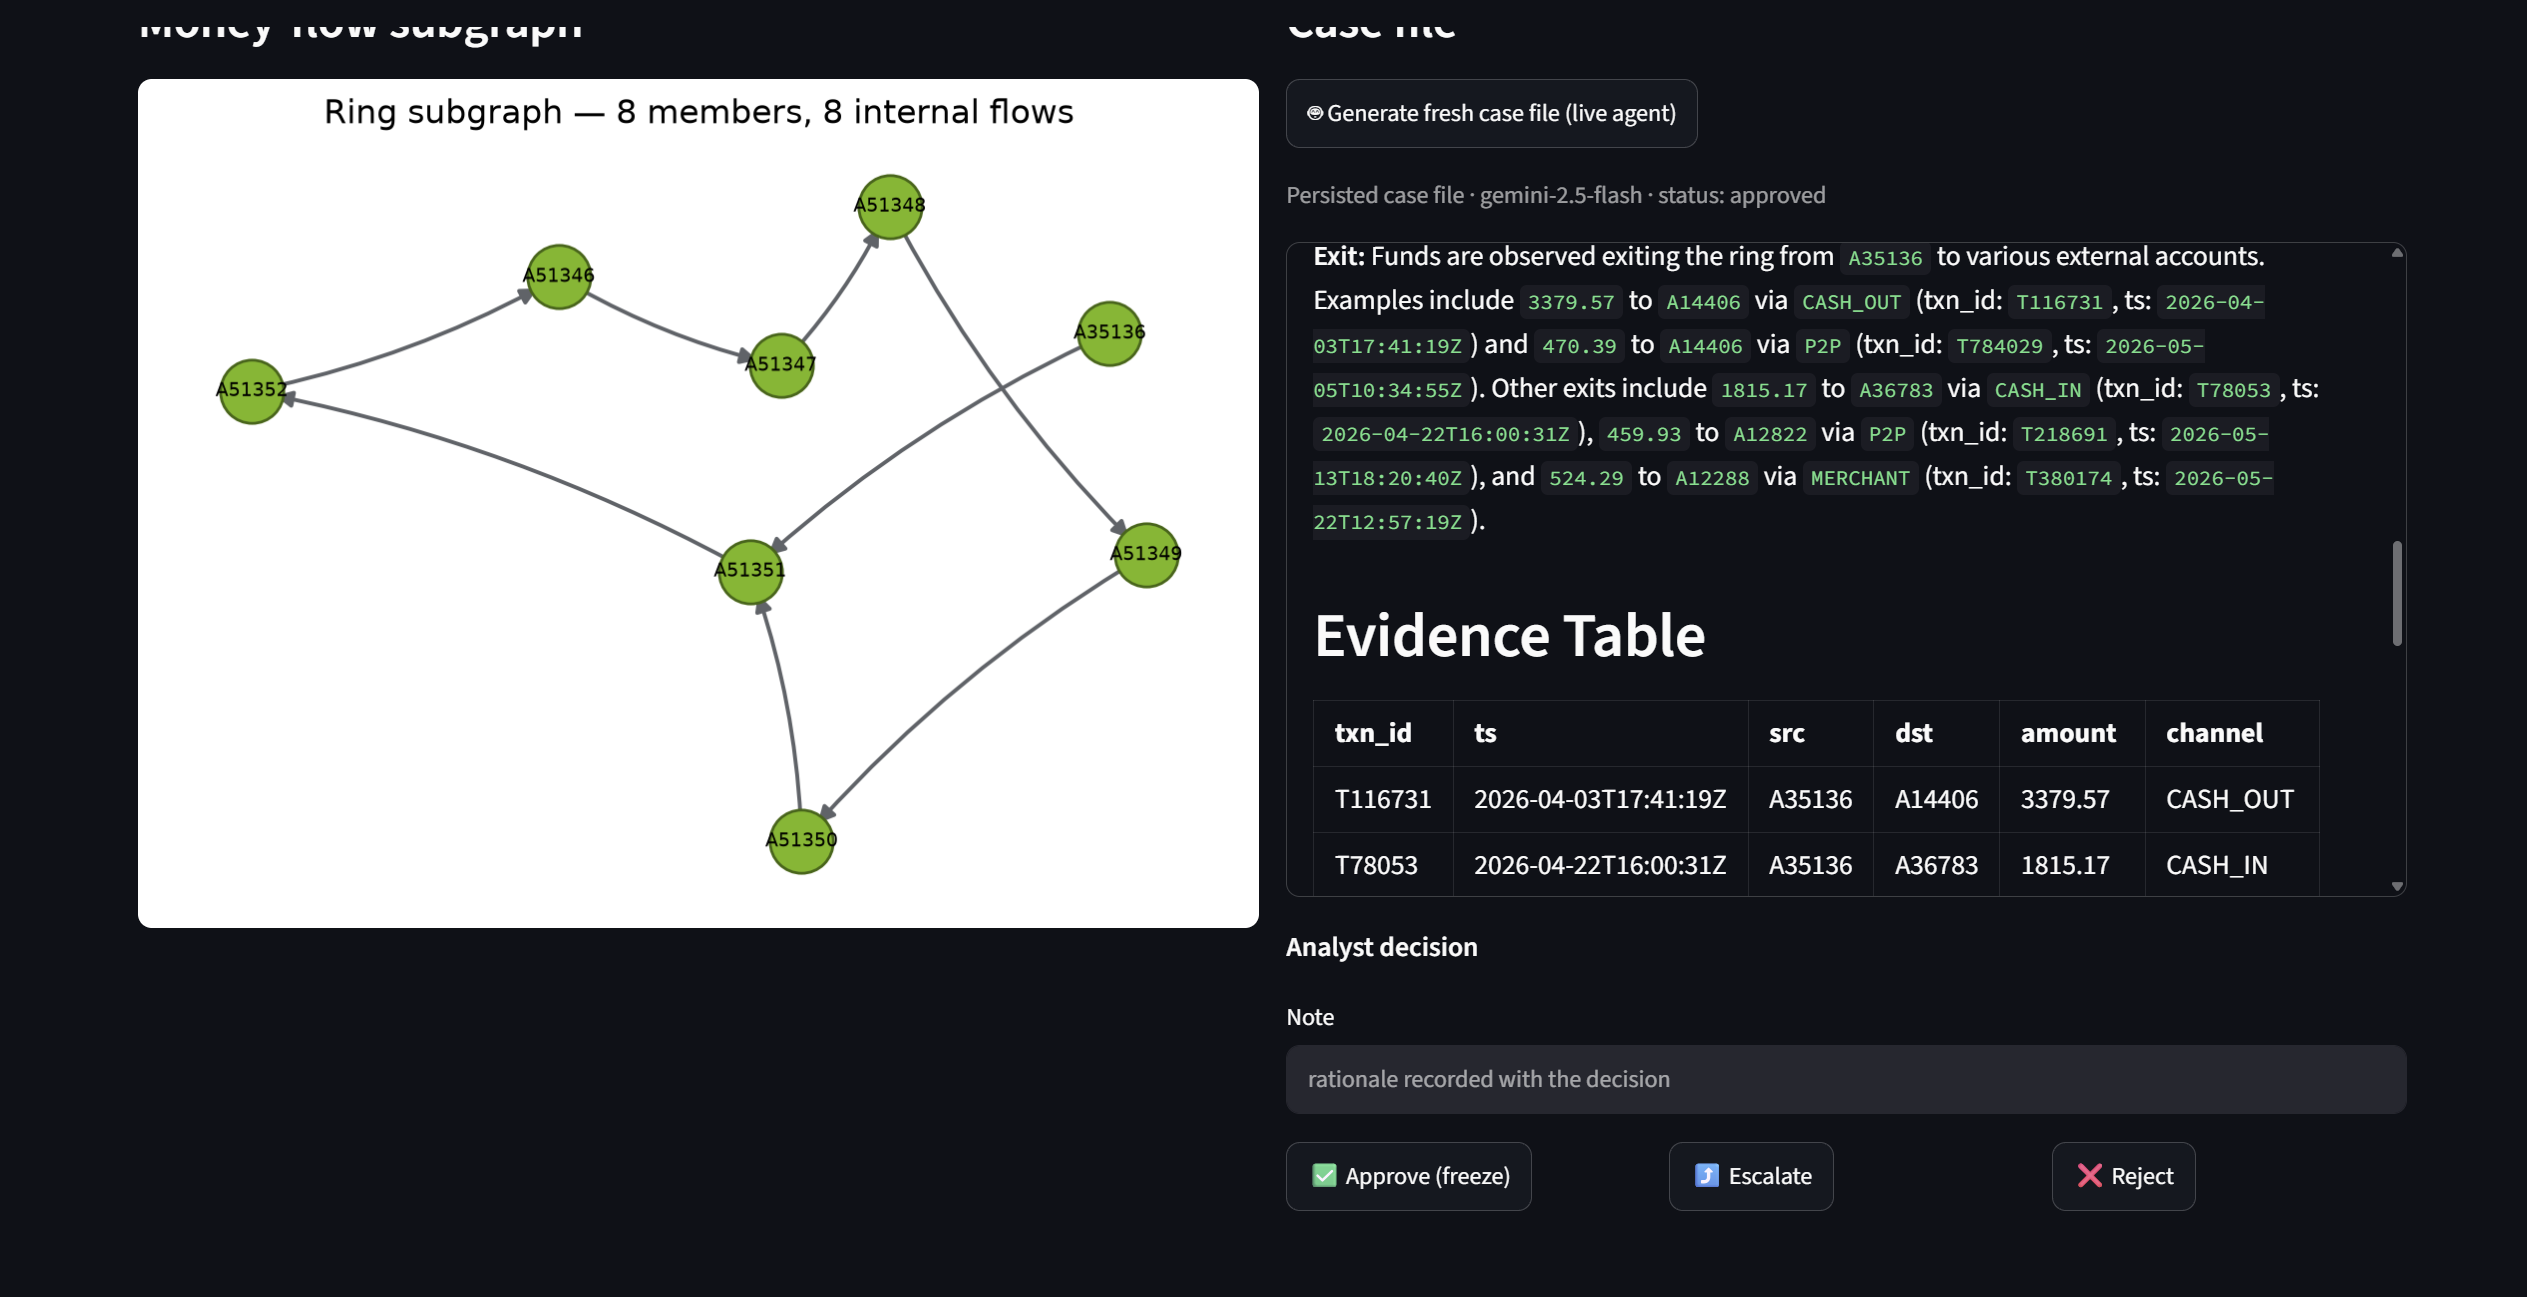 Money-flow subgraph
Ring subgraph — 8 members, 8 internal flows
A51348
A51346
A35136
A51347
A51352
A51349
A51351
A51350
Case file
Generate fresh case file (live agent)
Persisted case file · gemini-2.5-flash · status: approved
Exit: Funds are observed exiting the ring from A35136 to various external accounts.
Examples include 3379.57 to A14406 via CASH_OUT (txn_id: T116731, ts: 2026-04-
03T17:41:19Z) and 470.39 to A14406 via P2P (txn_id: T784029, ts: 2026-05-
05T10:34:55Z). Other exits include 1815.17 to A36783 via CASH_IN (txn_id: T78053, ts:
2026-04-22T16:00:31Z), 459.93 to A12822 via P2P (txn_id: T218691, ts: 2026-05-
13T18:20:40Z), and 524.29 to A12288 via MERCHANT (txn_id: T380174, ts: 2026-05-
22T12:57:19Z).
Evidence Table
txn_id ts src dst amount channel
T116731 2026-04-03T17:41:19Z A35136 A14406 3379.57 CASH_OUT
T78053 2026-04-22T16:00:31Z A35136 A36783 1815.17 CASH_IN
Analyst decision
Note
rationale recorded with the decision
Approve (freeze)
Escalate
Reject